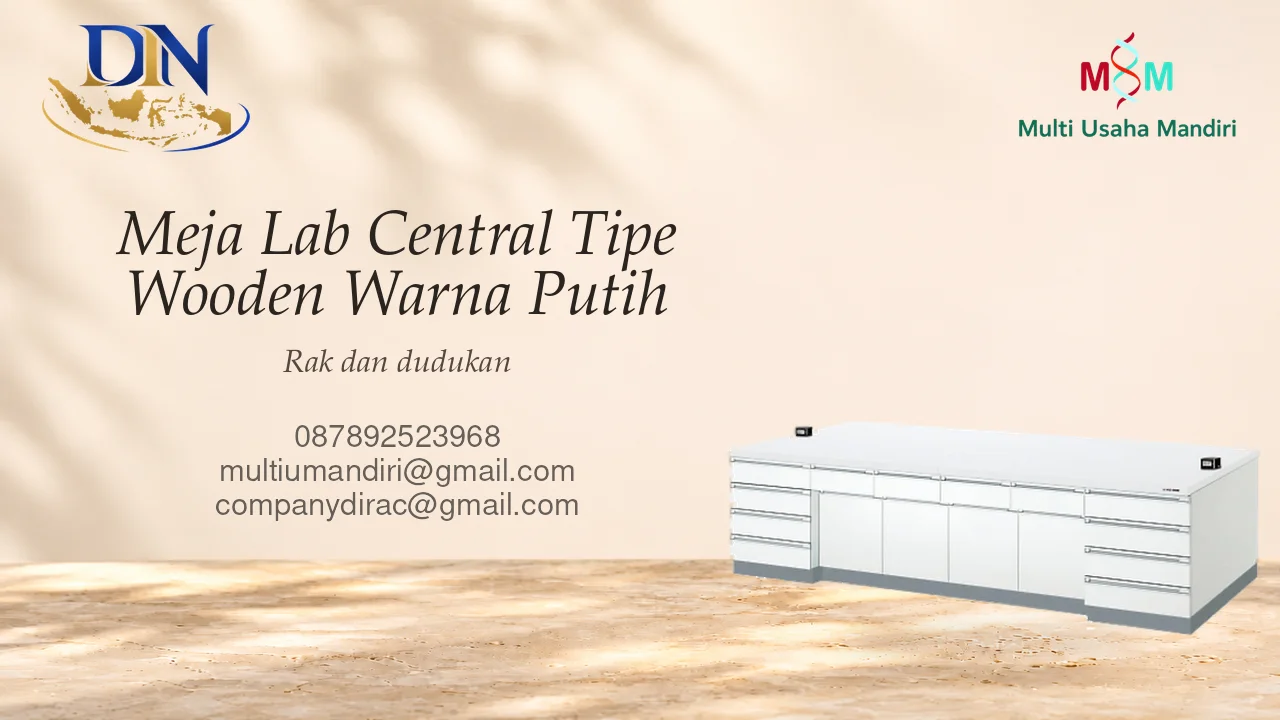 DIN
MSM
Multi Usaha Mandiri
Meja Lab Central Tipe
Wooden Warna Putih
Rak dan dudukan
087892523968
multiumandiri@gmail.com
companydirac@gmail.com